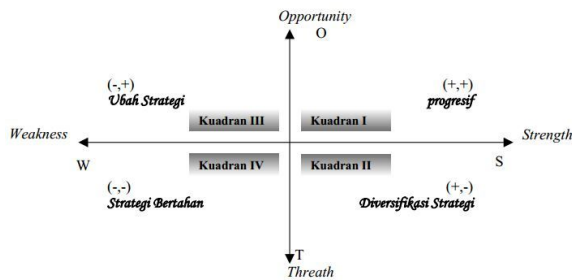 Opportunity
O
(-,+)
Ubah Strategi
(+,+)
progresif
Kuadran III
Kuadran I
Weakness
Strength
W
S
Kuadran IV
Kuadran II
(-,-)
Strategi Bertahan
(+,-)
Diversifikasi Strategi
T
Threath